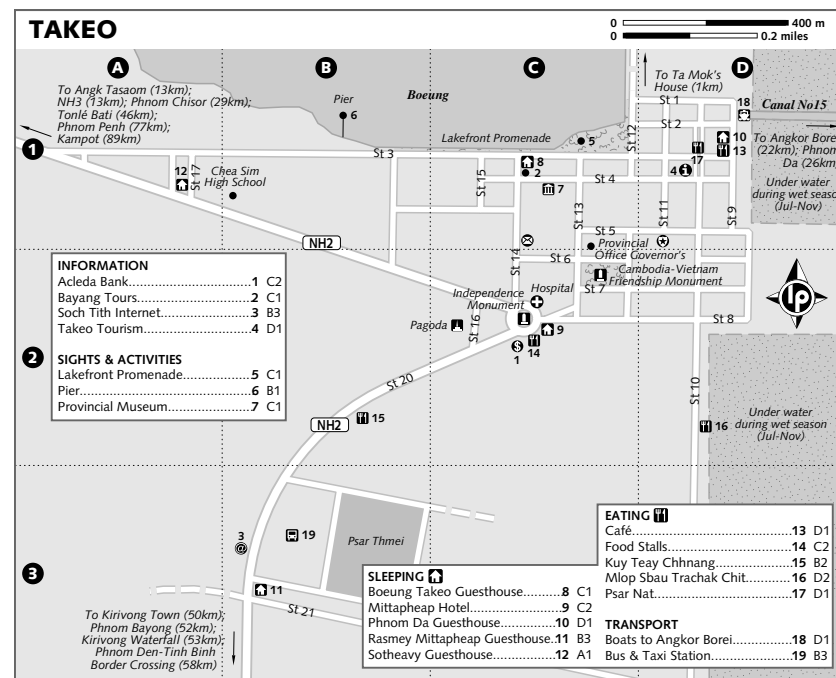 TAKEO
0 400 m
0 0.2 miles
A
B
C
D
1
2
3
To Angk Tasaom (13km);
NH3 (13km); Phnom Chisor (29km);
Tonlé Bati (46km);
Phnom Penh (77km);
Kampot (89km)
Pier
6
Boeung
Lakefront Promenade
5
To Ta Mok's
House (1km)
St 1
St 2
18
Canal No15
10
13
17
To Angkor Borei
(22km); Phnom
Da (26km)
Under water
during wet season
(Jul-Nov)
St 12
St 3
12
St 17
Chea Sim
High School
St 15
8
2
7
St 4
4
St 13
St 11
St 9
NH2
St 14
St 5
Provincial
Office Governor's
St 6
Cambodia-Vietnam
Friendship Monument
St 7
Independence
Monument
Hospital
St 8
Pagoda
St 16
9
14
1
St 20
St 10
NH2
15
16
Under water
during wet season
(Jul-Nov)
3
19
Psar Thmei
11
St 21
To Kirivong Town (50km);
Phnom Bayong (52km);
Kirivong Waterfall (53km);
Phnom Den-Tinh Binh
Border Crossing (58km)
lp
INFORMATION
Acleda Bank 1 C2
Bayang Tours 2 C1
Soch Tith Internet 3 B3
Takeo Tourism 4 D1
SIGHTS & ACTIVITIES
Lakefront Promenade 5 C1
Pier 6 B1
Provincial Museum 7 C1
SLEEPING
Boeung Takeo Guesthouse 8 C1
Mittapheap Hotel 9 C2
Phnom Da Guesthouse 10 D1
Rasmey Mittapheap Guesthouse 11 B3
Sotheavy Guesthouse 12 A1
EATING
Café 13 D1
Food Stalls 14 C2
Kuy Teay Chhnang 15 B2
Mlop Sbau Trachak Chit 16 D2
Psar Nat 17 D1
TRANSPORT
Boats to Angkor Borei 18 D1
Bus & Taxi Station 19 B3